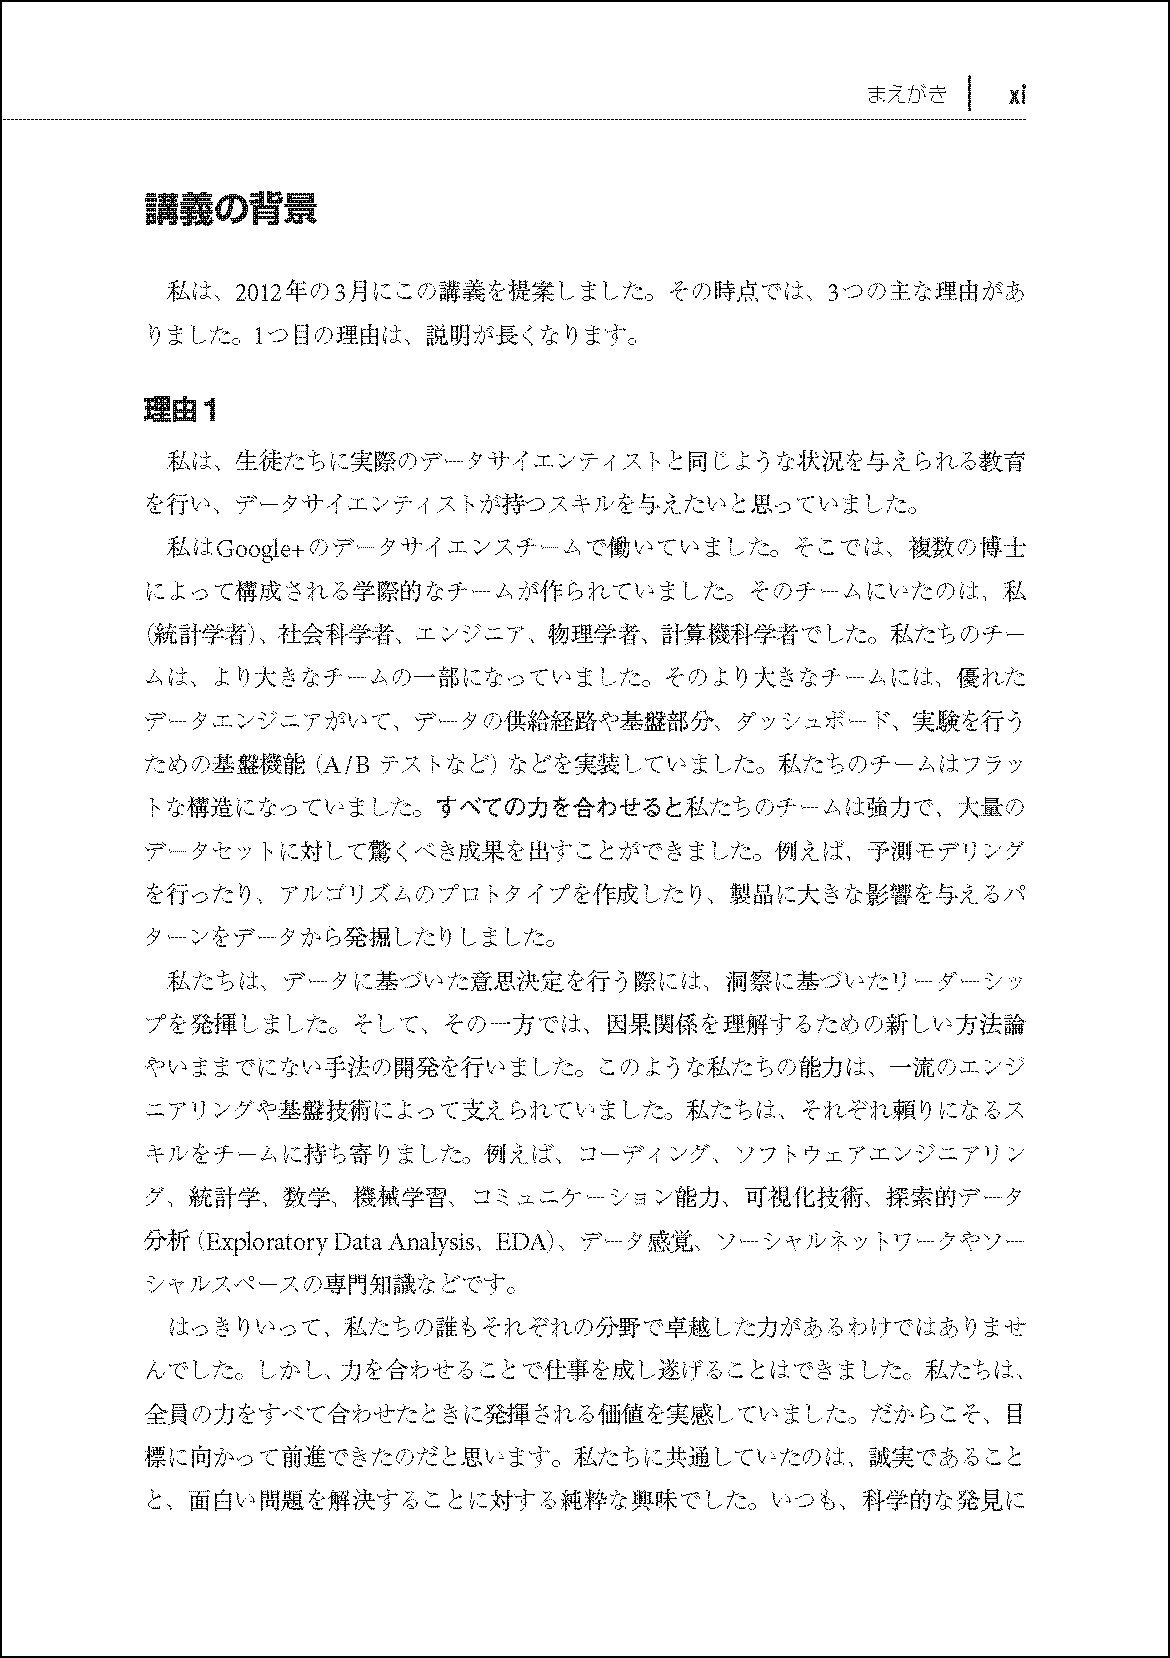 まえがき xi
講義の背景
私は、2012年の3月にこの講義を提案しました。その時点では、3つの主な理由があ
りました。1つ目の理由は、説明が長くなります。
理由1
私は、生徒たちに実際のデータサイエンティストと同じような状況を与えられる教育
を行い、データサイエンティストが持つスキルを与えたいと思っていました。
私はGoogle+のデータサイエンスチームで働いていました。そこでは、複数の博士
によって構成される学際的なチームが作られていました。そのチームにいたのは、私
（統計学者）、社会科学者、エンジニア、物理学者、計算機科学者でした。私たちのチー
ムは、より大きなチームの一部になっていました。そのより大きなチームには、優れた
データエンジニアがいて、データの供給経路や基盤部分、ダッシュボード、実験を行う
ための基盤機能（A/B テストなど）などを実装していました。私たちのチームはフラッ
トな構造になっていました。すべての力を合わせると私たちのチームは強力で、大量の
データセットに対して驚くべき成果を出すことができました。例えば、予測モデリング
を行ったり、アルゴリズムのプロトタイプを作成したり、製品に大きな影響を与えるパ
ターンをデータから発掘したりしました。
私たちは、データに基づいた意思決定を行う際には、洞察に基づいたリーダーシッ
プを発揮しました。そして、その一方では、因果関係を理解するための新しい方法論
やいままでにない手法の開発を行いました。このような私たちの能力は、一流のエンジ
ニアリングや基盤技術によって支えられていました。私たちは、それぞれ頼りになるス
キルをチームに持ち寄りました。例えば、コーディング、ソフトウェアエンジニアリン
グ、統計学、数学、機械学習、コミュニケーション能力、可視化技術、探索的データ
分析（Exploratory Data Analysis、EDA）、データ感覚、ソーシャルネットワークやソー
シャルスペースの専門知識などです。
はっきりいって、私たちの誰もそれぞれの分野で卓越した力があるわけではありませ
んでした。しかし、力を合わせることで仕事を成し遂げることはできました。私たちは、
全員の力をすべて合わせたときに発揮される価値を実感していました。だからこそ、目
標に向かって前進できたのだと思います。私たちに共通していたのは、誠実であること
と、面白い問題を解決することに対する純粋な興味でした。いつも、科学的な発見に